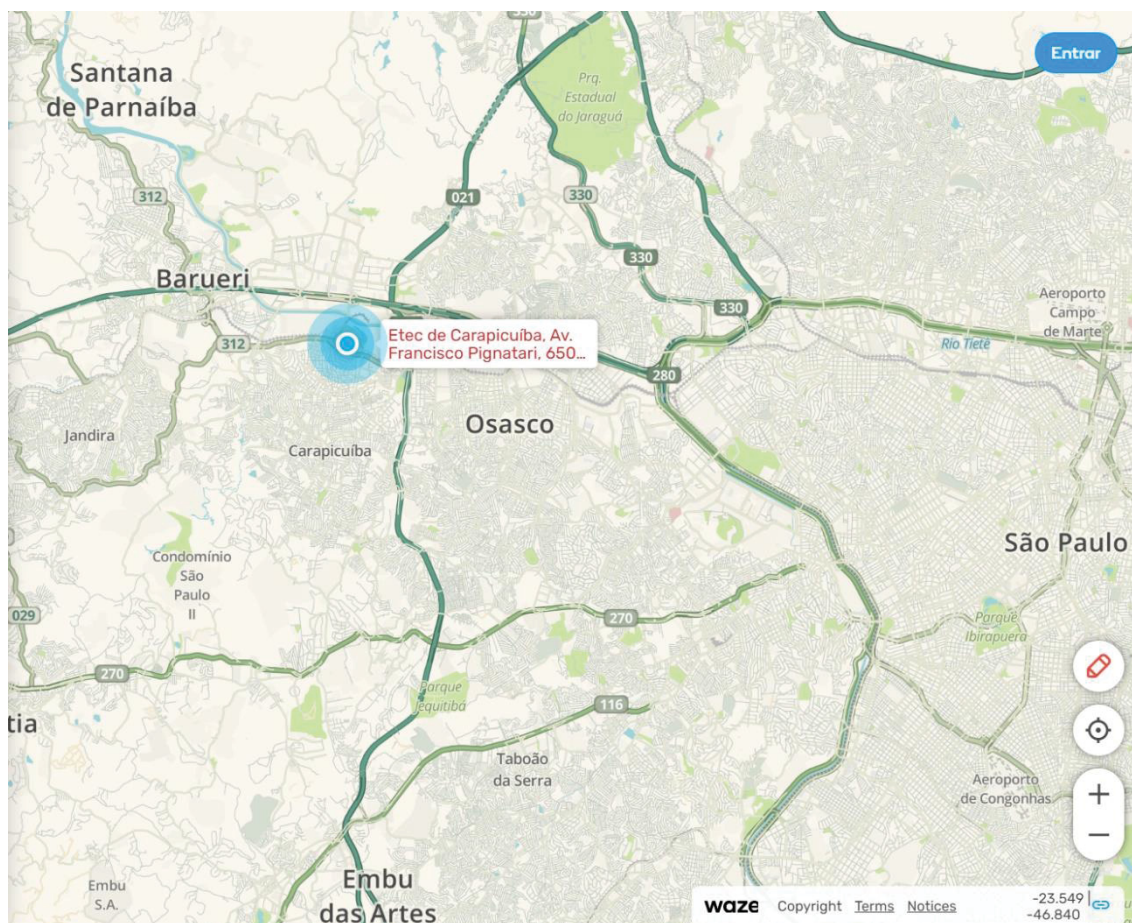 330
Santana
de Parnaíba
Prq.
Estadual
do Jaraguá
Entrar
312
021
330
330
Barueri
330
Aeroporto
Campo
de Marte
312
Etec de Carapicuíba, Av.
Francisco Pignatari, 650...
Rio Tietê
280
Osasco
Jandira
Carapicuíba
São Paulo
Condomínio
São
Paulo
II
029
270
Parque
Ibirapuera
270
Parque
Jequitibá
116
tia
Taboão
da Serra
Aeroporto
de Congonhas
+
−
Embu
S.A.
Embu
das Artes
waze Copyright Terms Notices -23.549
-46.840